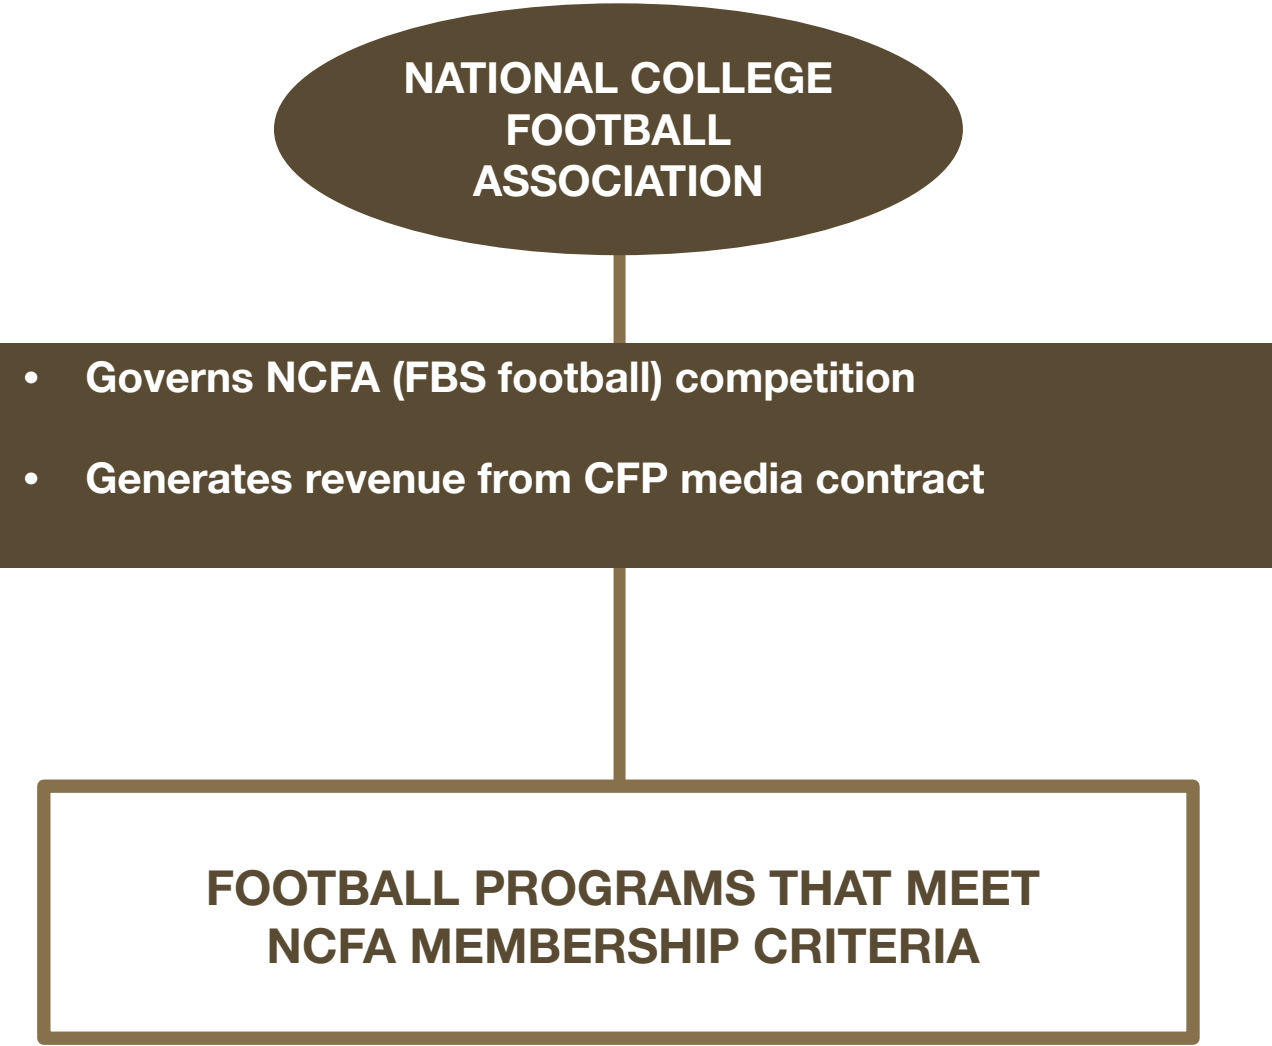 NATIONAL COLLEGE
FOOTBALL
ASSOCIATION
• Governs NCFA (FBS football) competition
• Generates revenue from CFP media contract
FOOTBALL PROGRAMS THAT MEET
NCFA MEMBERSHIP CRITERIA